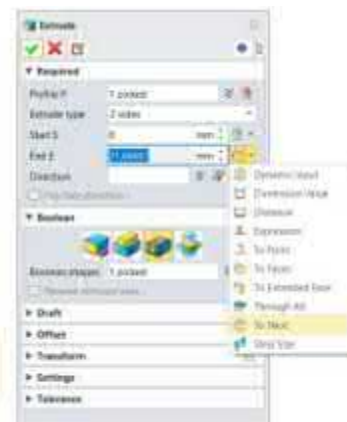 Extrude
▼ Required
Profile P 1 picked
Extrude type 2 sides
Start S 0 mm
End E mm
Direction
▼ Boolean
Boolean shapes 1 picked
▶ Draft
▶ Offset
▶ Transform
▶ Settings
▶ Tolerance
Dynamic Input
Dimension Value
Distance
Expression
To Point
To Faces
To Extended Face
Through All
To Next
Step Size